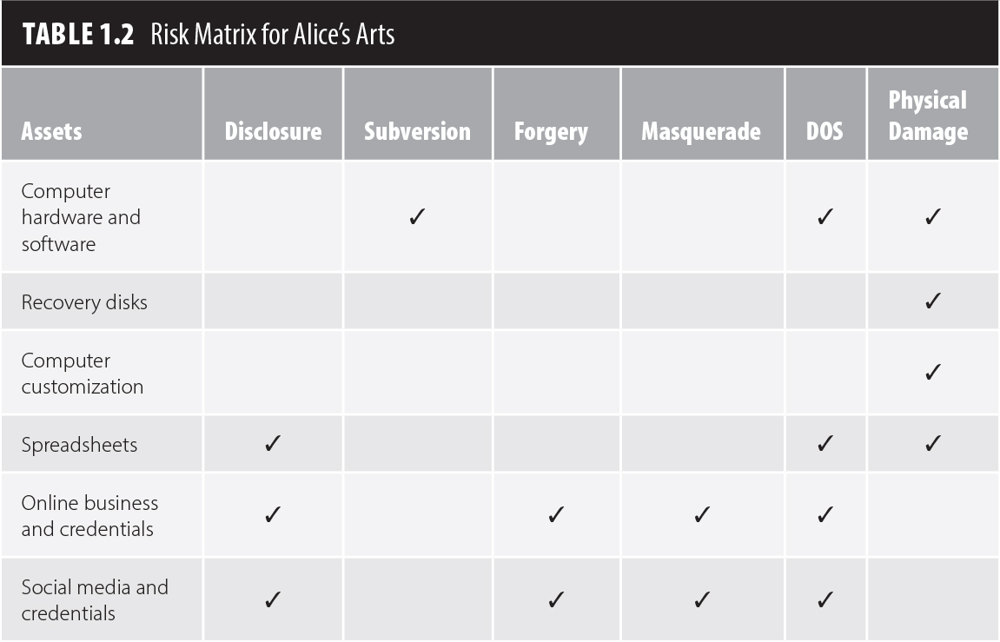 TABLE 1.2 Risk Matrix for Alice’s Arts
Assets Disclosure Subversion Forgery Masquerade DOS Physical Damage
Computer
hardware and
software ✓ ✓ ✓
Recovery disks ✓
Computer
customization ✓
Spreadsheets ✓ ✓ ✓
Online business
and credentials ✓ ✓ ✓ ✓
Social media and
credentials ✓ ✓ ✓ ✓